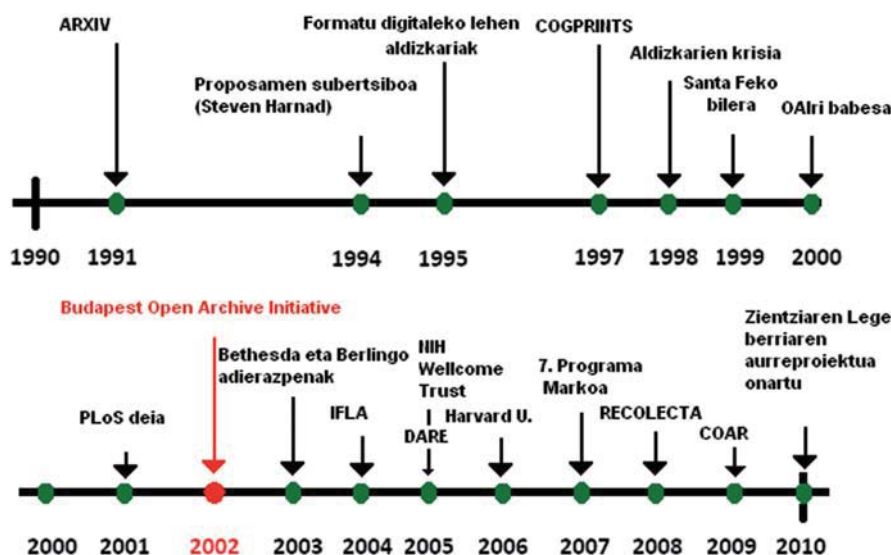 ARXIV
Proposamen subertsiboa
(Steven Harnad)
Formatu digitaleko lehen
aldizkariak
COGPRINTS
Aldizkarien krisia
Santa Feko
bilera
OAIri babesa
1990 1991 1994 1995 1997 1998 1999 2000
PLoS deia
Budapest Open Archive Initiative
Bethesda eta Berlingo
adierazpenak
IFLA
NIH
Wellcome
Trust
DARE
Harvard U.
7. Programa
Markoa
RECOLECTA
COAR
Zientziaren Lege
berriaren
aurreproiektua
onartu
2000 2001 2002 2003 2004 2005 2006 2007 2008 2009 2010